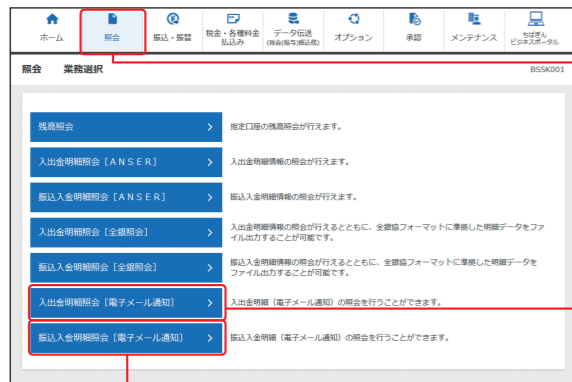 ホーム
照会
振込・振替
税金・各種料金
払込み
データ伝送
(総合(給与)振込他)
オプション
承認
メンテナンス
ちばぎん
ビジネスポータル
照会 業務選択
BSSK001
残高照会
指定口座の残高照会が行えます。
入出金明細照会［ＡＮＳＥＲ］
入出金明細情報の照会が行えます。
振込入金明細照会［ＡＮＳＥＲ］
振込入金明細情報の照会が行えます。
入出金明細照会［全銀照会］
入出金明細情報の照会が行えるとともに、全銀協フォーマットに準拠した明細データをファ
イル出力することが可能です。
振込入金明細照会［全銀照会］
振込入金明細情報の照会が行えるとともに、全銀協フォーマットに準拠した明細データを
ファイル出力することが可能です。
入出金明細照会［電子メール通知］
入出金明細（電子メール通知）の照会を行うことができます。
振込入金明細照会［電子メール通知］
振込入金明細（電子メール通知）の照会を行うことができます。